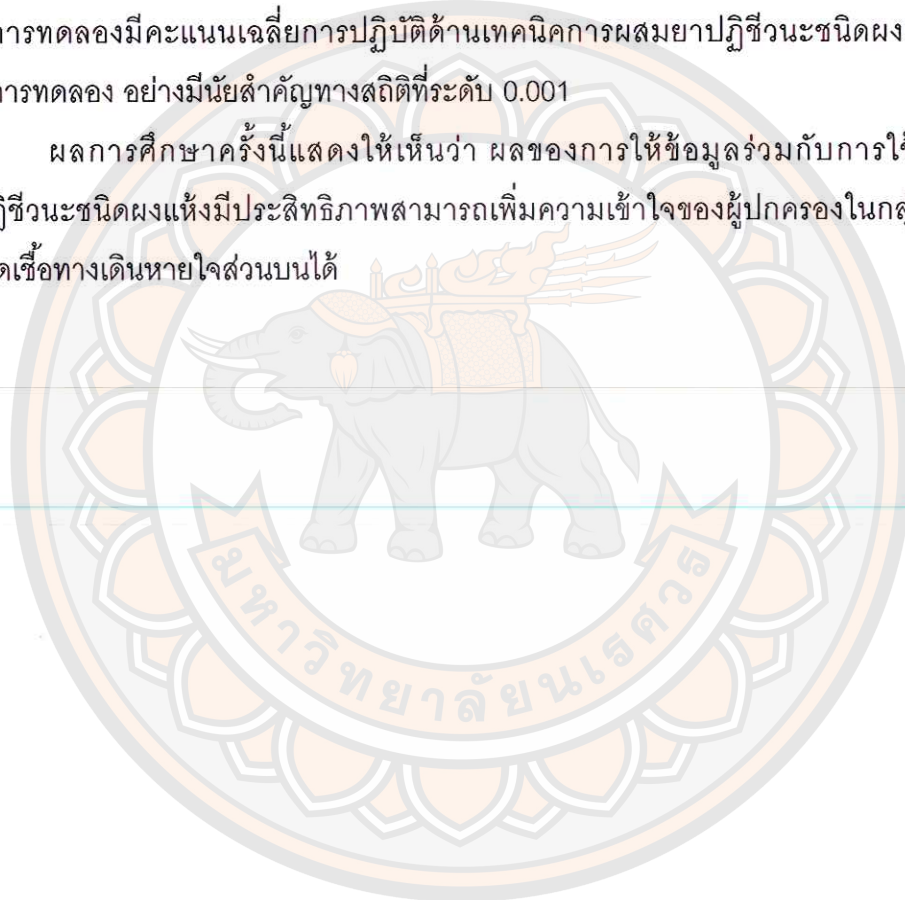 การทดลองมีคะแนนเฉลี่ยการปฏิบัติด้านเทคนิคการผสมยาปฏิชีวนะชนิดผง
การทดลอง อย่างมีนัยสำคัญทางสถิติที่ระดับ 0.001
ผลการศึกษาครั้งนี้แสดงให้เห็นว่า ผลของการให้ข้อมูลร่วมกับการใช้
ฏิชีวนะชนิดผงแห้งมีประสิทธิภาพสามารถเพิ่มความเข้าใจของผู้ปกครองในกลุ่
ดเชื้อทางเดินหายใจส่วนบนได้
มหาวิทยาลัยนเรศวร